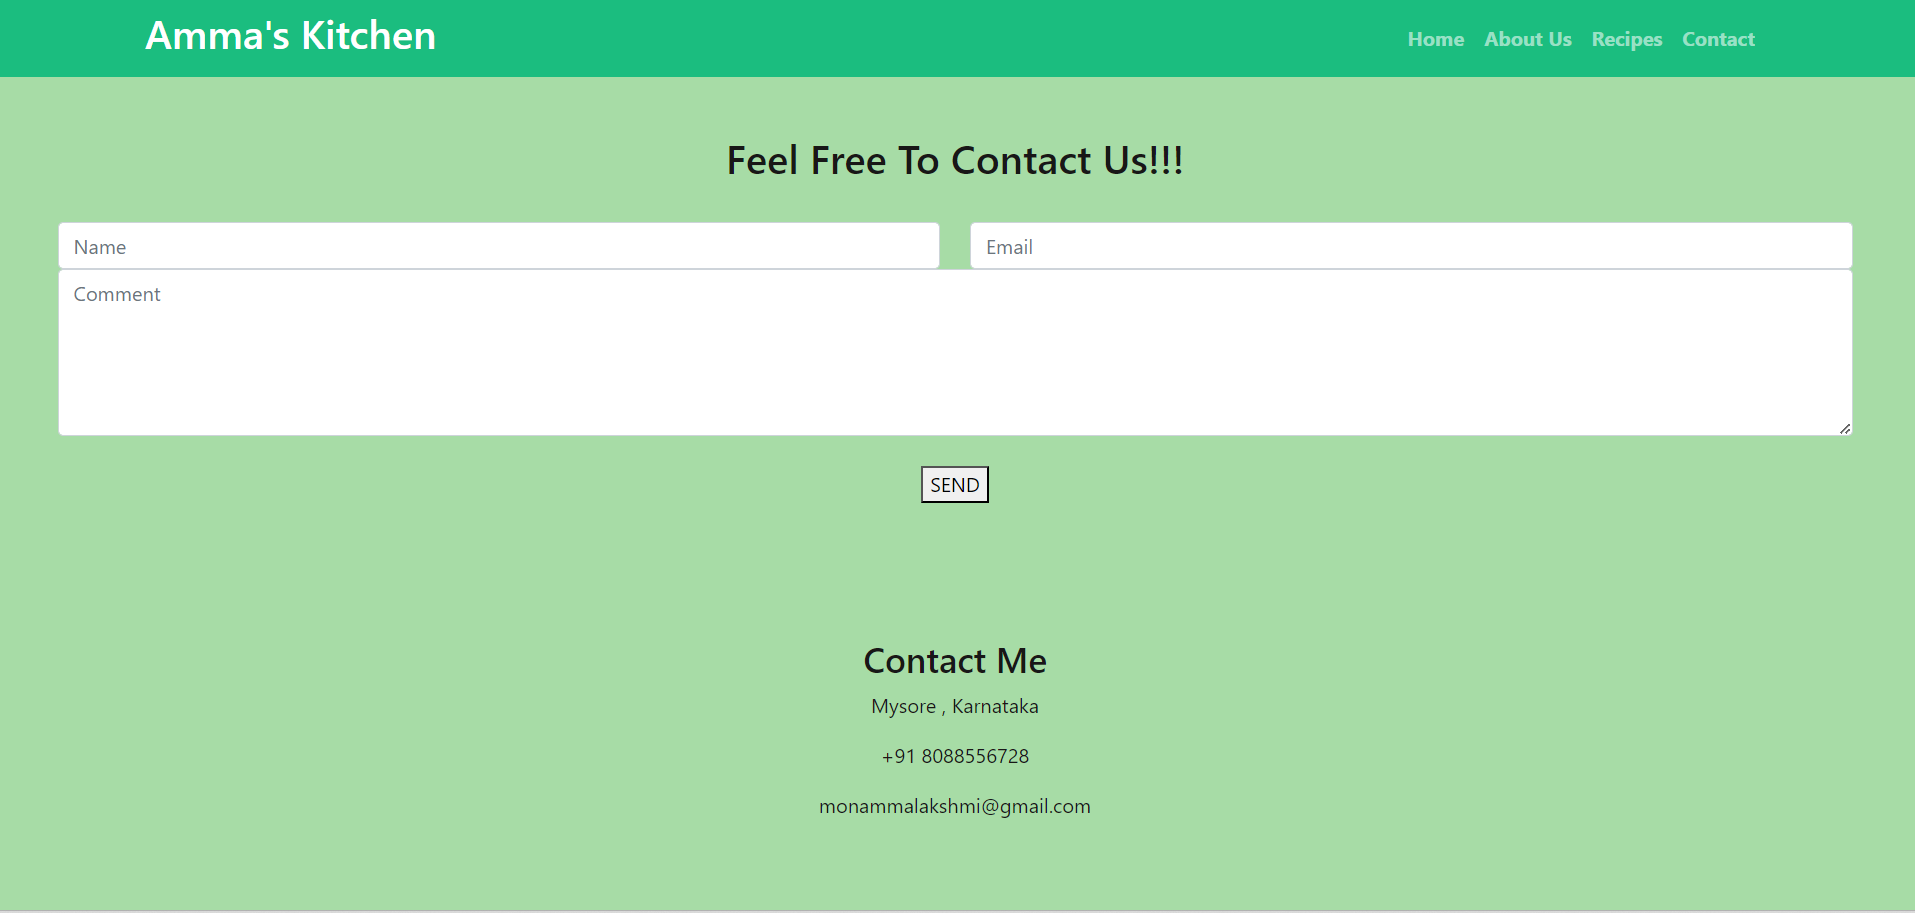 Amma's Kitchen
Home About Us Recipes Contact
Feel Free To Contact Us!!!
Name Email
Comment
SEND
Contact Me
Mysore , Karnataka
+91 8088556728
monammalakshmi@gmail.com